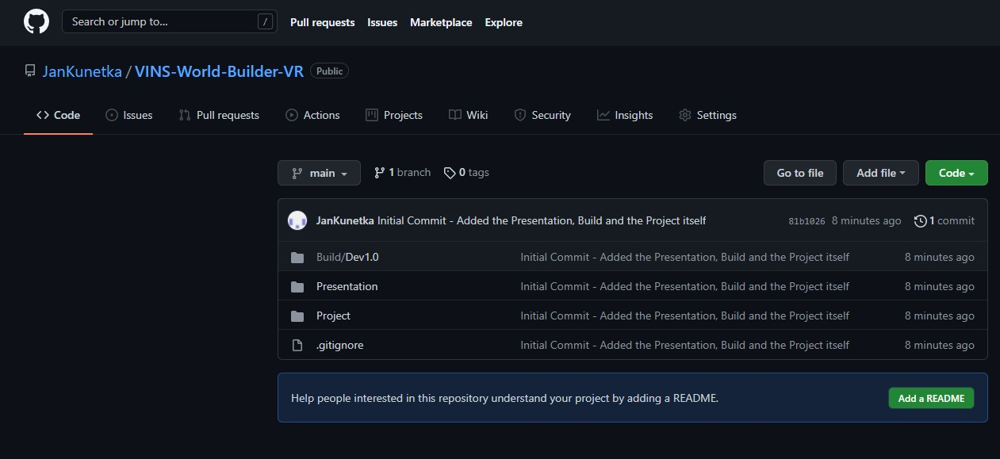 Search or jump to... /
Pull requests Issues Marketplace Explore
JanKunetka / VINS-World-Builder-VR Public
<> Code Issues Pull requests Actions Projects Wiki Security Insights Settings
main 1 branch 0 tags Go to file Add file Code
JanKunetka Initial Commit - Added the Presentation, Build and the Project itself 81b1026 8 minutes ago 1 commit
Build/Dev1.0 Initial Commit - Added the Presentation, Build and the Project itself 8 minutes ago
Presentation Initial Commit - Added the Presentation, Build and the Project itself 8 minutes ago
Project Initial Commit - Added the Presentation, Build and the Project itself 8 minutes ago
.gitignore Initial Commit - Added the Presentation, Build and the Project itself 8 minutes ago
Help people interested in this repository understand your project by adding a README. Add a README